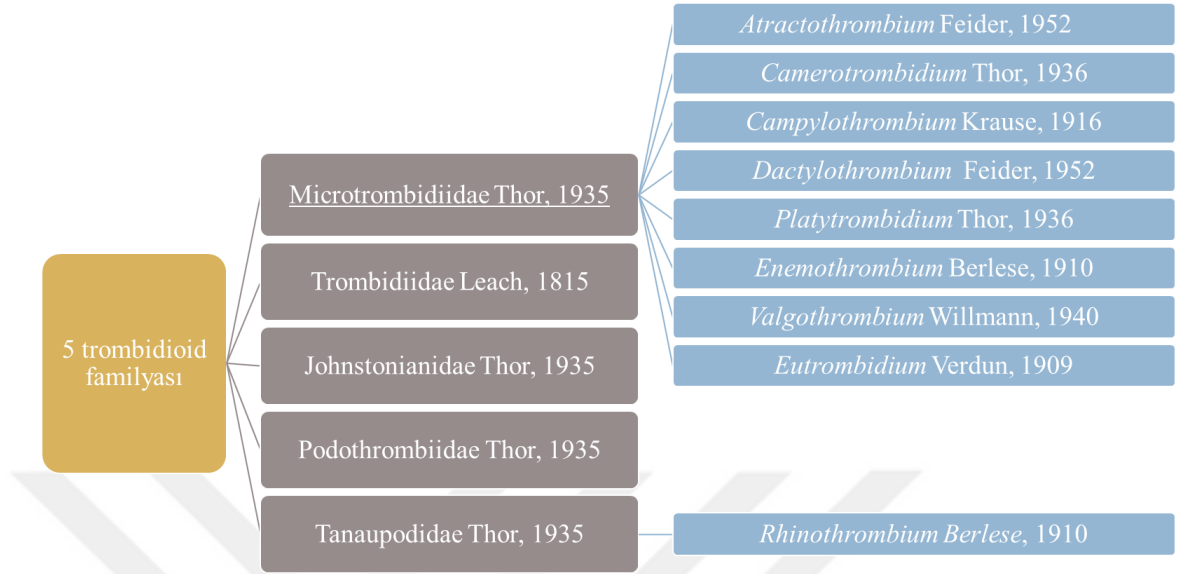 5 trombidioid
familyası
Microtrombidiidae Thor, 1935
Trombidiidae Leach, 1815
Johnstonianidae Thor, 1935
Podothrombiidae Thor, 1935
Tanaupodidae Thor, 1935
Atractothrombium Feider, 1952
Camerotrombidium Thor, 1936
Campylothrombium Krause, 1916
Dactylothrombium Feider, 1952
Platytrombidium Thor, 1936
Enemothrombium Berlese, 1910
Valgothrombium Willmann, 1940
Eutrombidium Verdun, 1909
Rhinothrombium Berlese, 1910